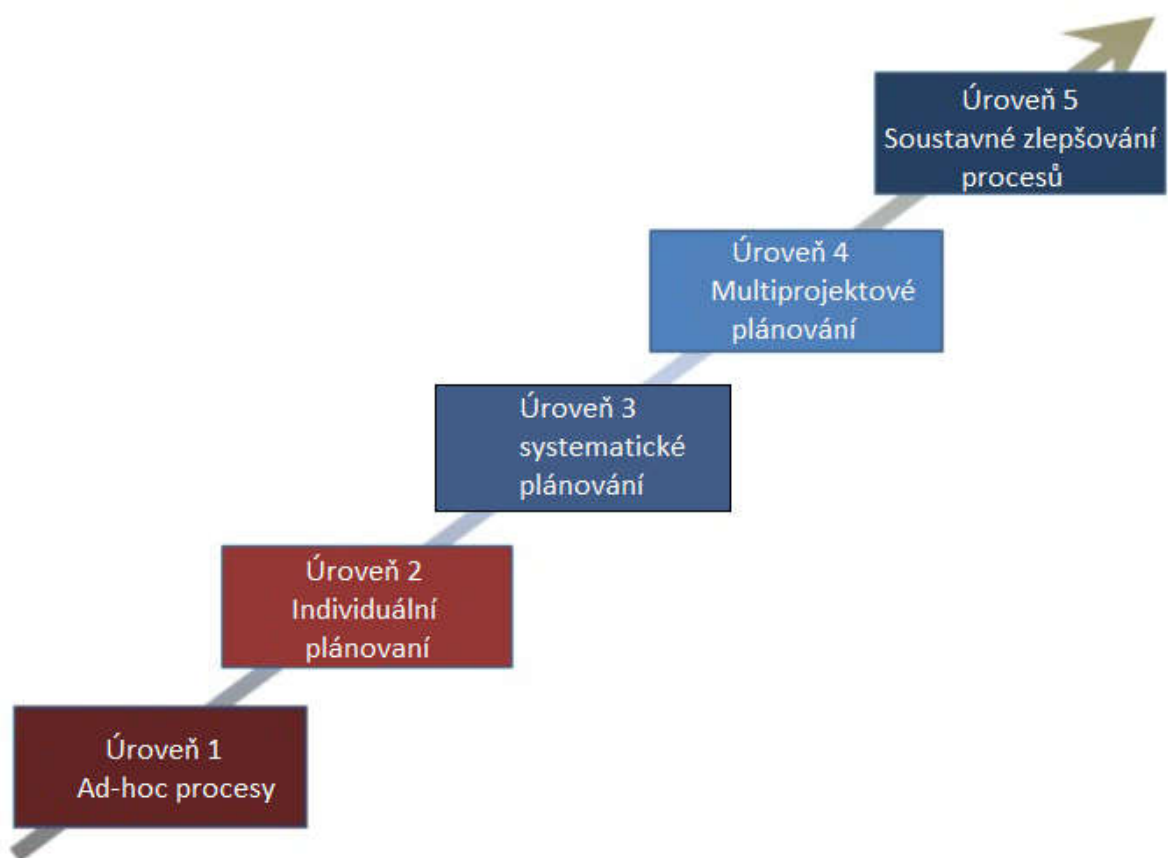 Úroveň 5
Soustavné zlepšování
procesů
Úroveň 4
Multiprojektové
plánování
Úroveň 3
systematické
plánování
Úroveň 2
Individuální
plánovaní
Úroveň 1
Ad-hoc procesy